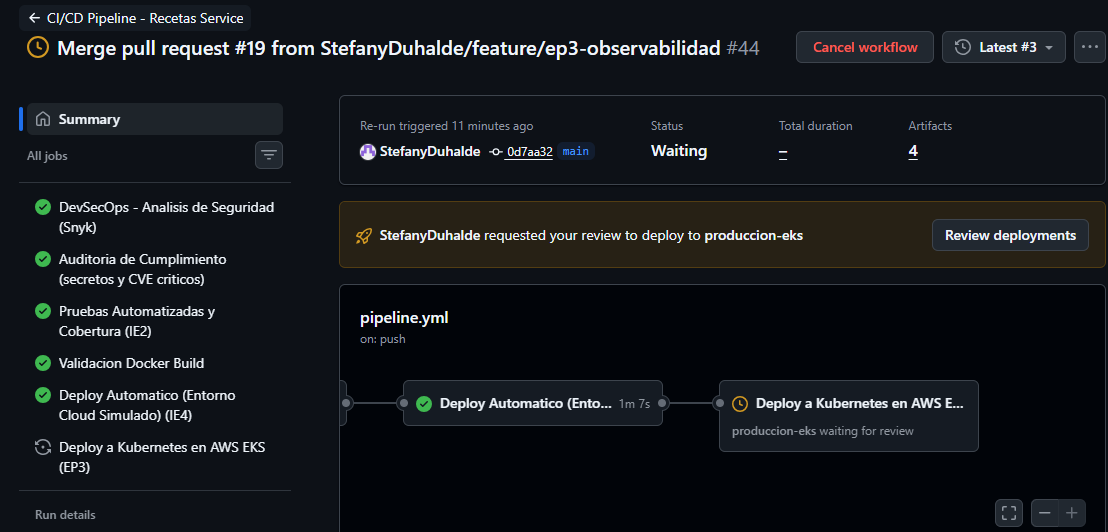 ← CI/CD Pipeline - Recetas Service
Merge pull request #19 from StefanyDuhalde/feature/ep3-observabilidad #44
Cancel workflow
Latest #3
Summary
All jobs
DevSecOps - Analisis de Seguridad
(Snyk)
Auditoria de Cumplimiento
(secretos y CVE criticos)
Pruebas Automatizadas y
Cobertura (IE2)
Validacion Docker Build
Deploy Automatico (Entorno
Cloud Simulado) (IE4)
Deploy a Kubernetes en AWS EKS
(EP3)
Run details
Re-run triggered 11 minutes ago
StefanyDuhalde 0d7aa32 main
Status
Waiting
Total duration
–
Artifacts
4
StefanyDuhalde requested your review to deploy to produccion-eks
Review deployments
pipeline.yml
on: push
Deploy Automatico (Ento... 1m 7s
Deploy a Kubernetes en AWS E...
produccion-eks waiting for review